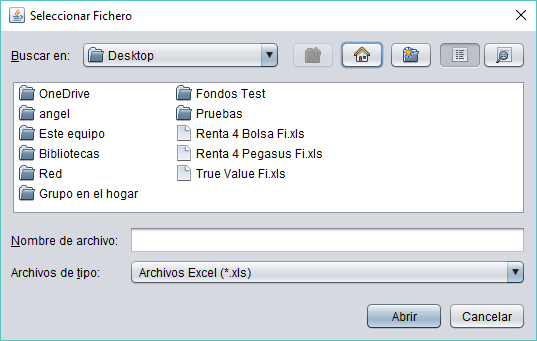 Seleccionar Fichero
Buscar en: Desktop
OneDrive
angel
Este equipo
Bibliotecas
Red
Grupo en el hogar
Fondos Test
Pruebas
Renta 4 Bolsa Fi.xls
Renta 4 Pegasus Fi.xls
True Value Fi.xls
Nombre de archivo:
Archivos de tipo: Archivos Excel (*.xls)
Abrir Cancelar